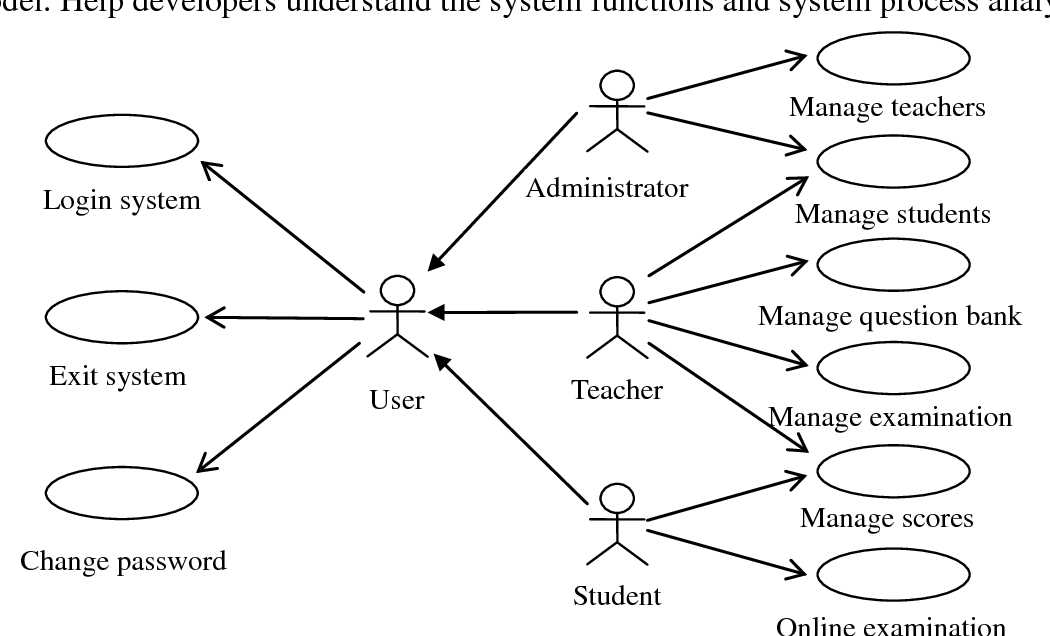 odel. Help developers understand the system functions and system process analy
Manage teachers
Administrator
Login system
Manage students
Manage question bank
Exit system
User
Teacher
Manage examination
Manage scores
Change password
Student
Online examination